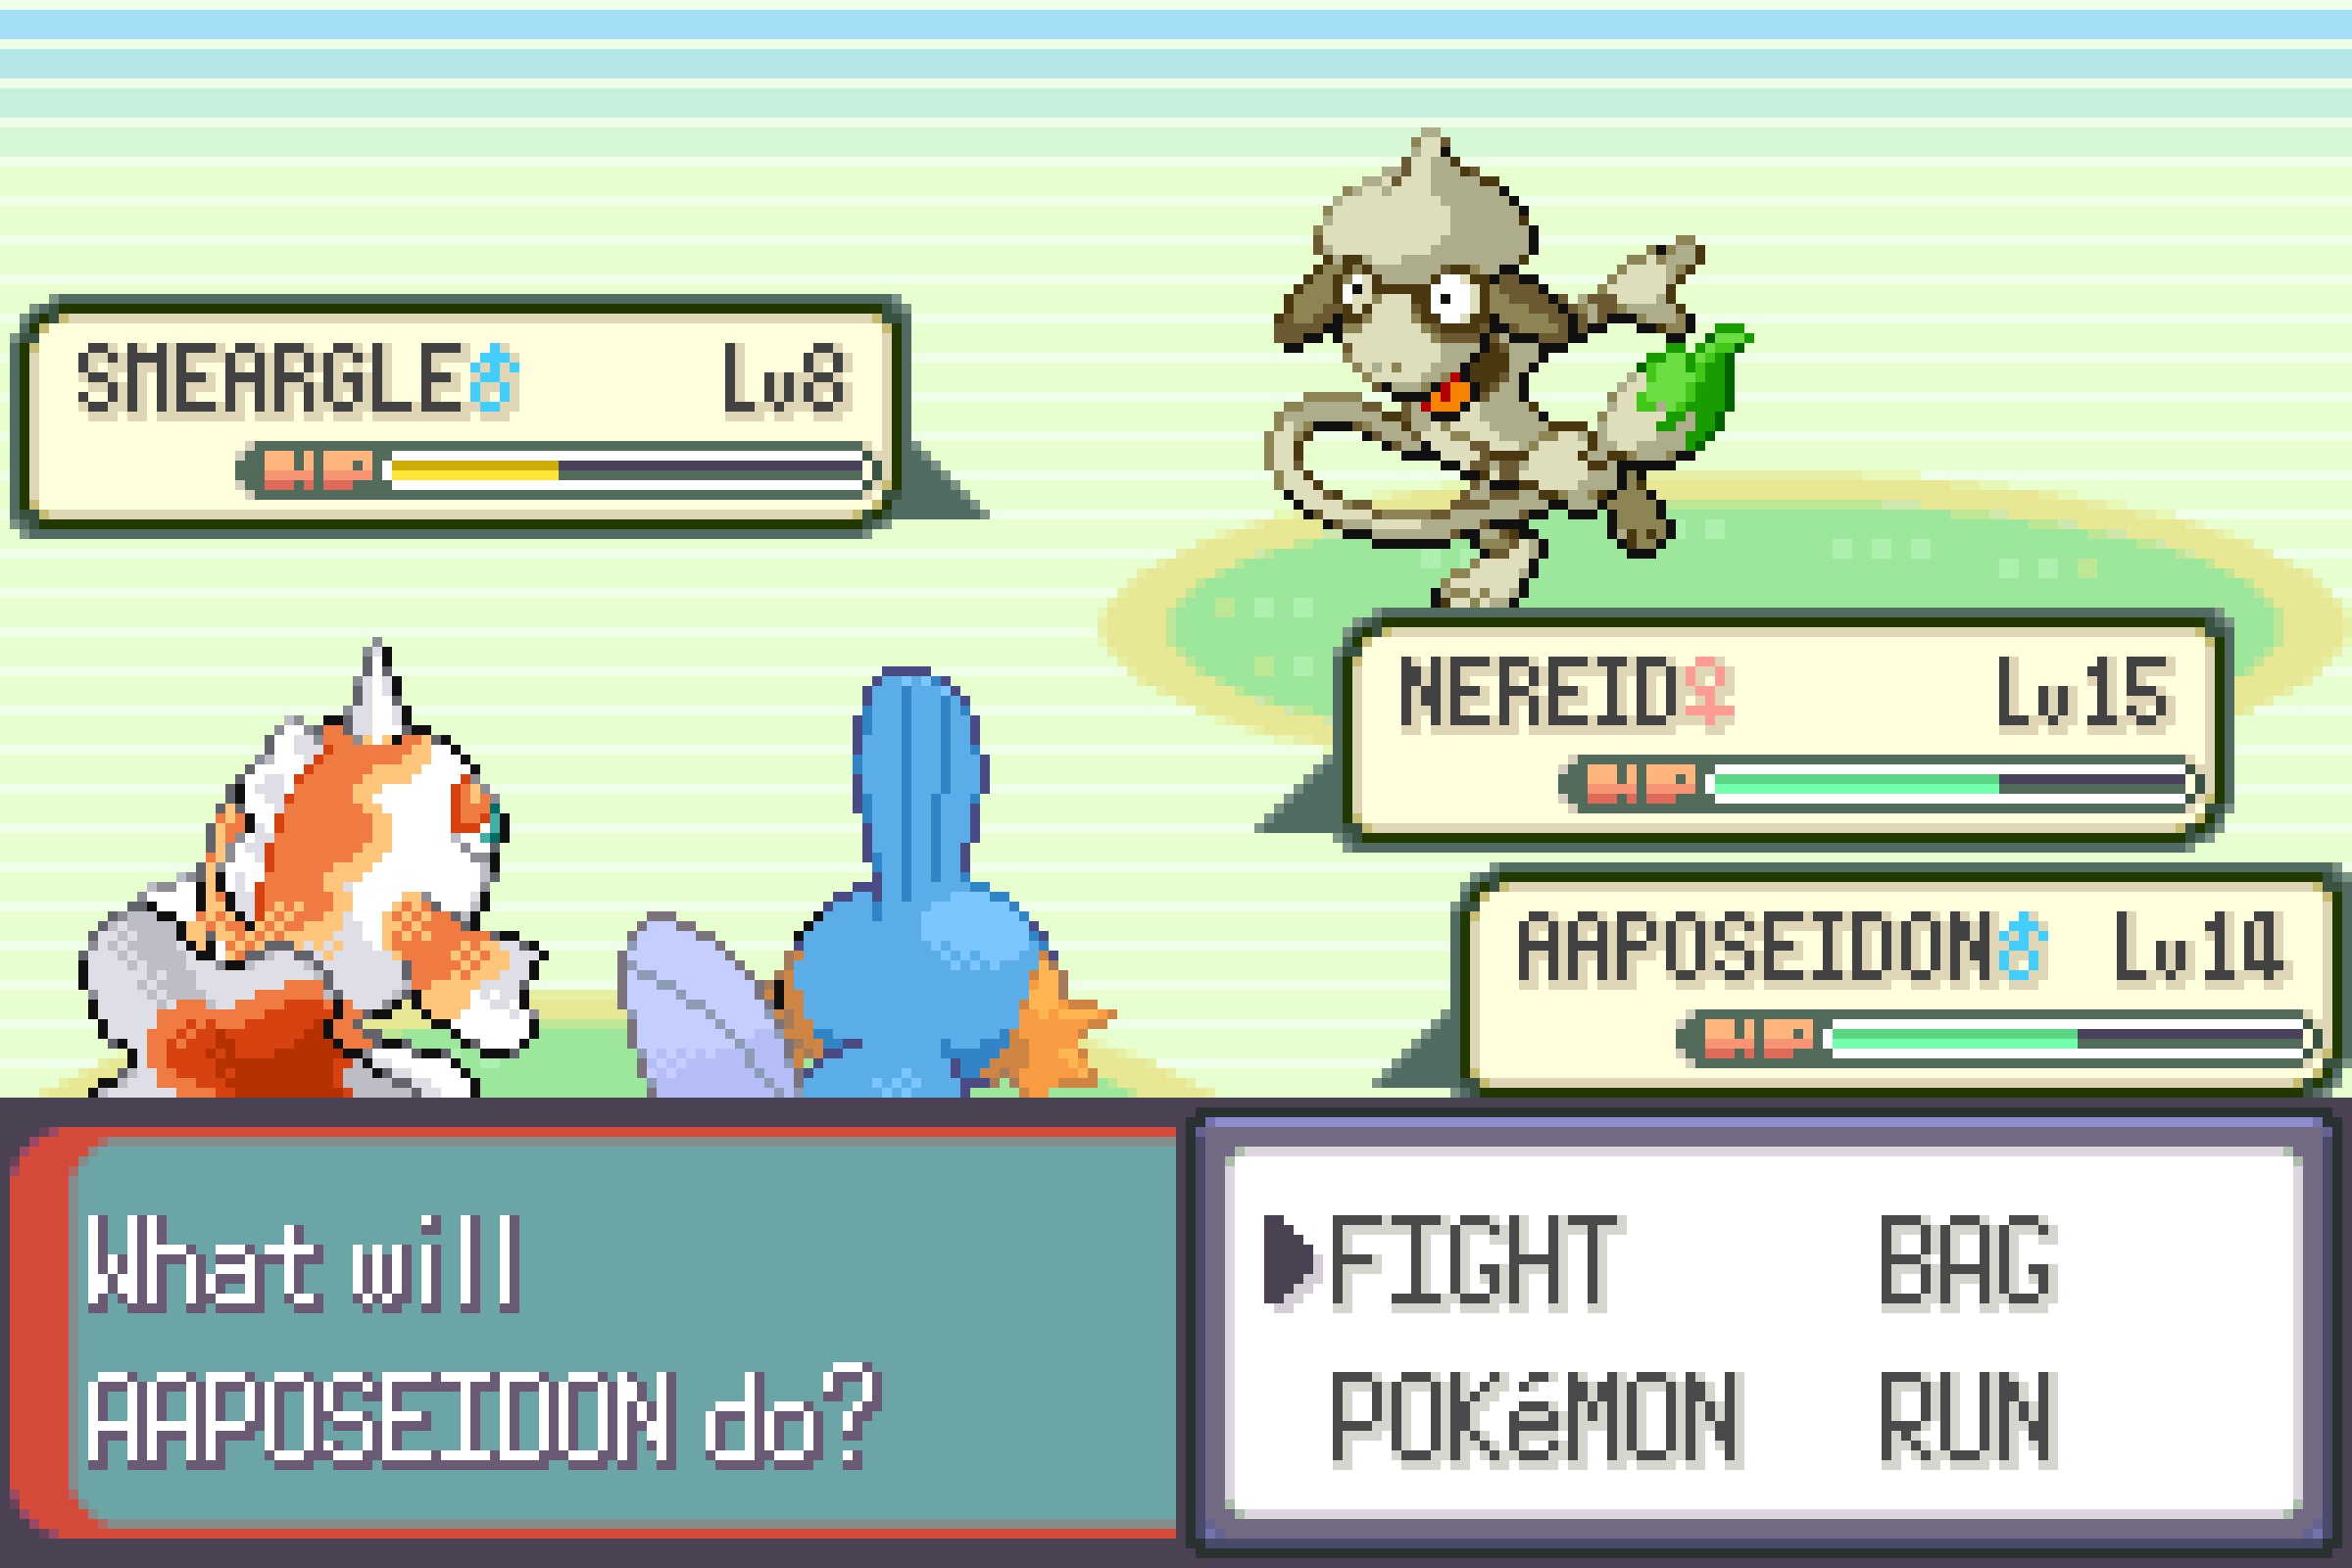 SMEARGLE♂ Lv8
HP
NEREID♀ Lv15
HP
AAPOSEIDON♂ Lv14
HP
What will
AAPOSEIDON do?
▶FIGHT BAG
POKéMON RUN